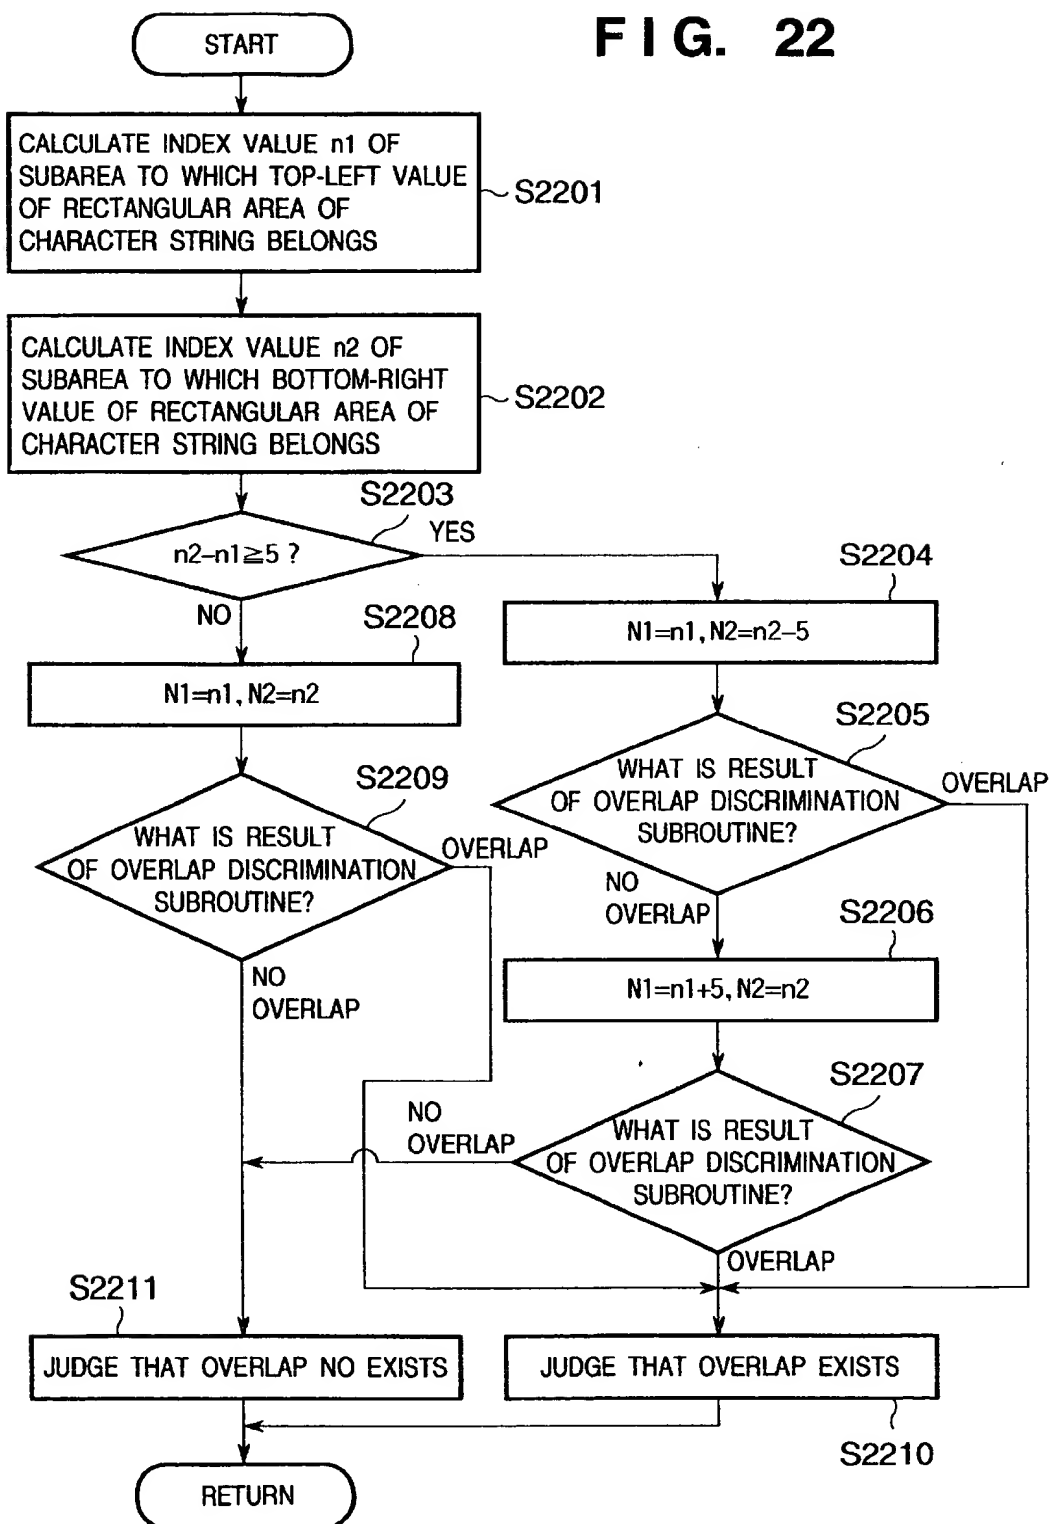 FIG. 22
START
CALCULATE INDEX VALUE n1 OF
SUBAREA TO WHICH TOP-LEFT VALUE
OF RECTANGULAR AREA OF
CHARACTER STRING BELONGS
S2201
CALCULATE INDEX VALUE n2 OF
SUBAREA TO WHICH BOTTOM-RIGHT
VALUE OF RECTANGULAR AREA OF
CHARACTER STRING BELONGS
S2202
S2203
n2–n1≧5 ?
YES
NO
S2204
N1=n1, N2=n2–5
S2208
N1=n1, N2=n2
S2205
WHAT IS RESULT
OF OVERLAP DISCRIMINATION
SUBROUTINE?
OVERLAP
NO
OVERLAP
S2209
WHAT IS RESULT
OF OVERLAP DISCRIMINATION
SUBROUTINE?
OVERLAP
NO
OVERLAP
S2206
N1=n1+5, N2=n2
S2207
WHAT IS RESULT
OF OVERLAP DISCRIMINATION
SUBROUTINE?
NO
OVERLAP
OVERLAP
S2211
JUDGE THAT OVERLAP NO EXISTS
JUDGE THAT OVERLAP EXISTS
S2210
RETURN